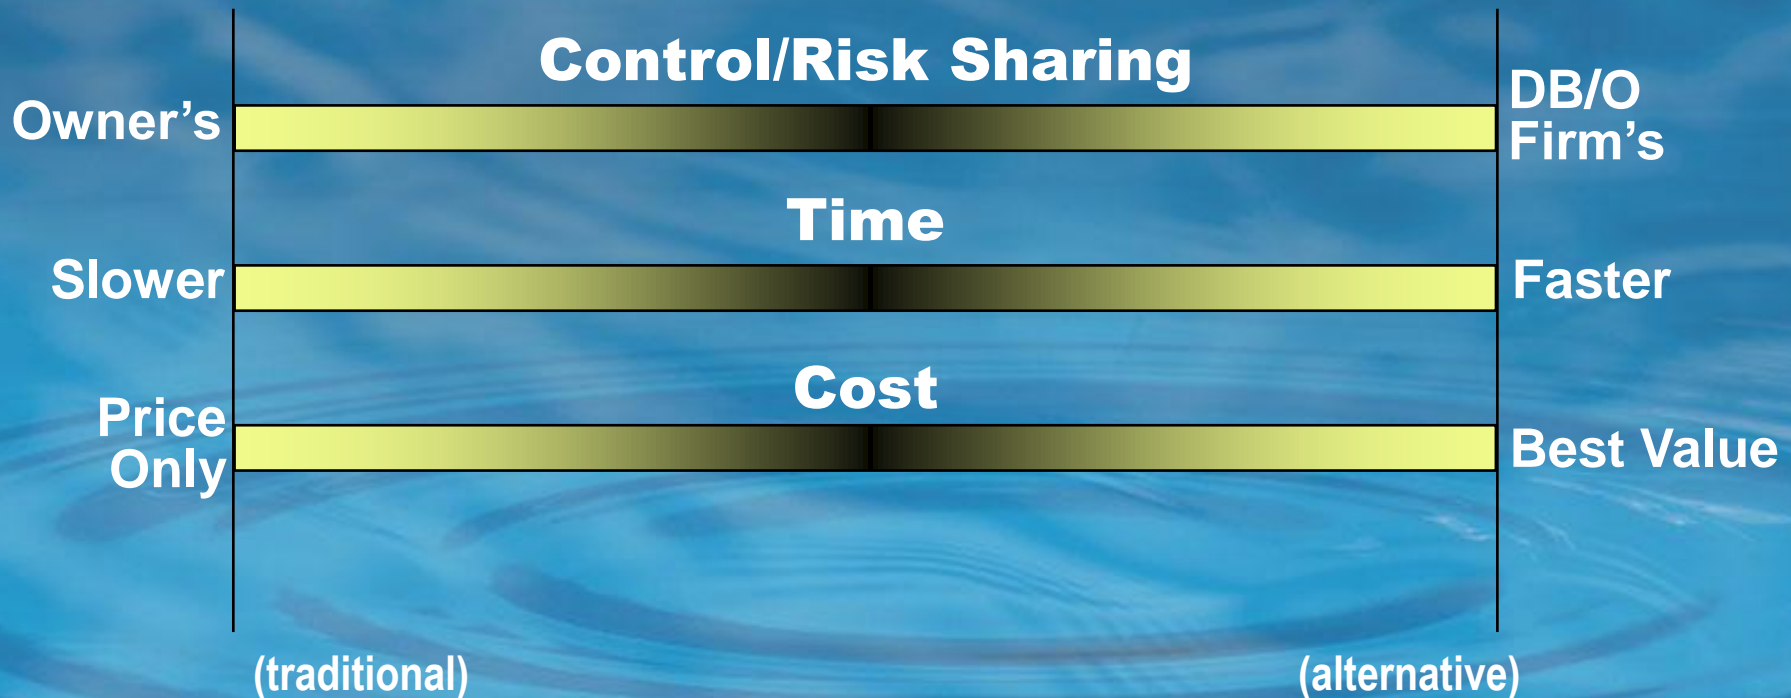 Control/Risk Sharing
Owner’s
DB/O
Firm’s
Time
Slower
Faster
Cost
Price
Only
Best Value
(traditional)
(alternative)